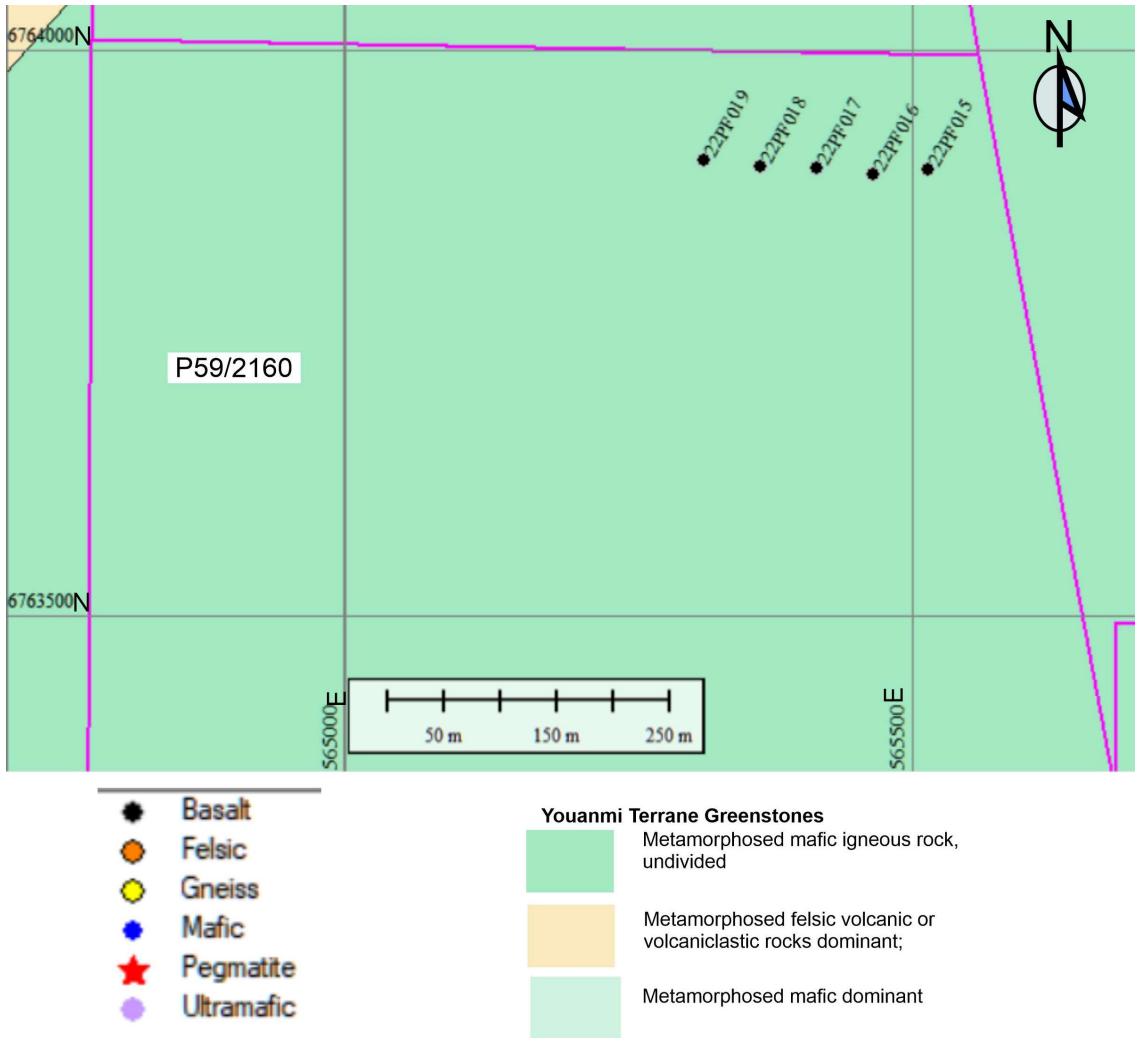 6764000N
N
22PF019
22PF018
22PF017
22PF016
22PF015
P59/2160
6763500N
565000E
565500E
50 m 150 m 250 m
Basalt
Felsic
Gneiss
Mafic
Pegmatite
Ultramafic
Youanmi Terrane Greenstones
Metamorphosed mafic igneous rock,
undivided
Metamorphosed felsic volcanic or
volcaniclastic rocks dominant;
Metamorphosed mafic dominant